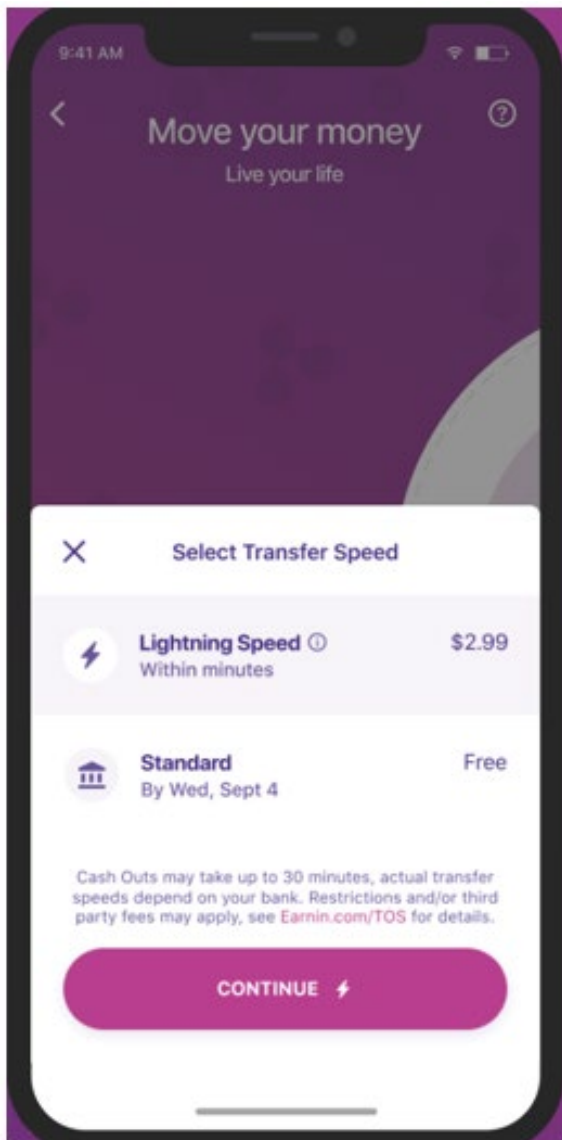 9:41 AM
Move your money
Live your life
Select Transfer Speed
Lightning Speed
$2.99
Within minutes
Standard
Free
By Wed, Sept 4
Cash Outs may take up to 30 minutes, actual transfer
speeds depend on your bank. Restrictions and/or third
party fees may apply, see Earnin.com/TOS for details.
CONTINUE